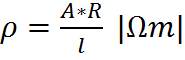 ρ = A∗R / l |Ωm|